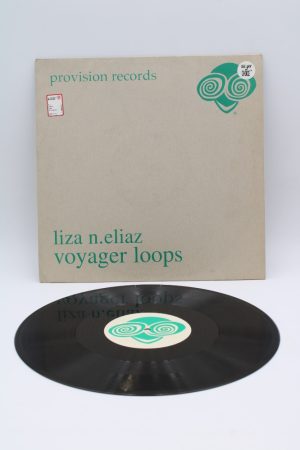 provision records
liza n.eliaz
voyager loops